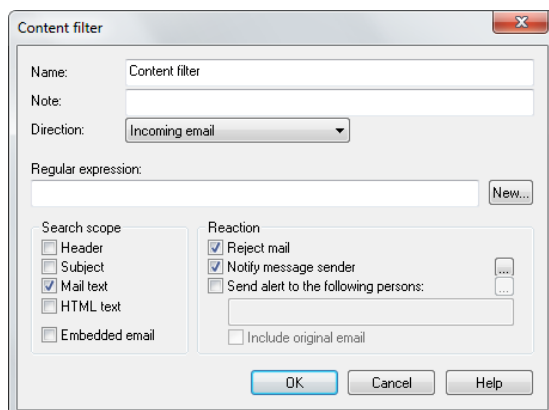 Content filter
Name: Content filter
Note:
Direction: Incoming email
Regular expression:
New...
Search scope
Header
Subject
Mail text
HTML text
Embedded email
Reaction
Reject mail
Notify message sender ...
Send alert to the following persons: ...
Include original email
OK Cancel Help